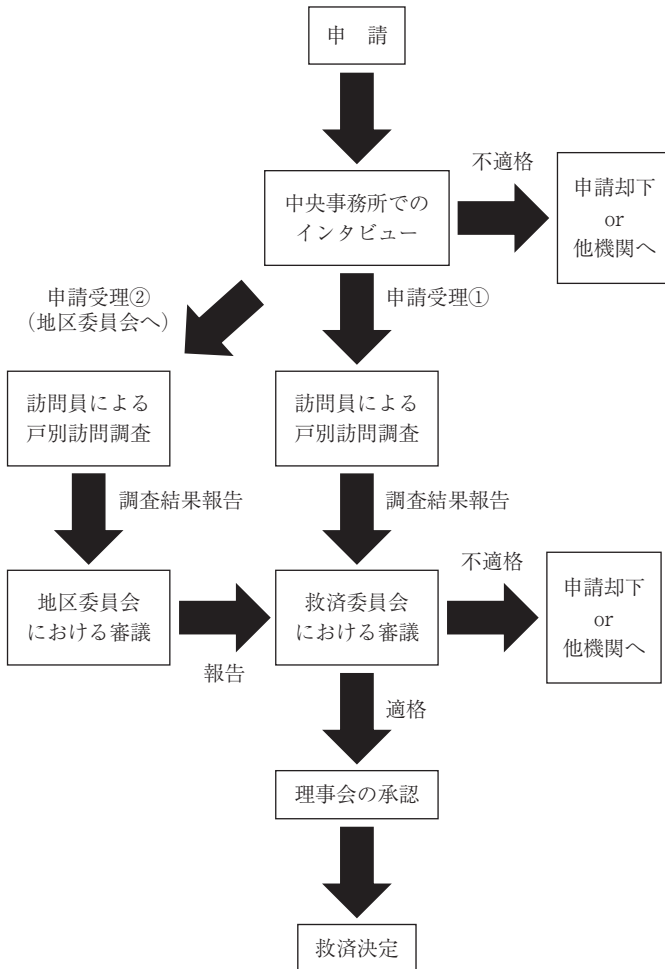 申　請
不適格
中央事務所での
インタビュー
申請却下
or
他機関へ
申請受理②
（地区委員会へ）
申請受理①
訪問員による
戸別訪問調査
訪問員による
戸別訪問調査
調査結果報告
調査結果報告
不適格
地区委員会
における審議
報告
救済委員会
における審議
申請却下
or
他機関へ
適格
理事会の承認
救済決定